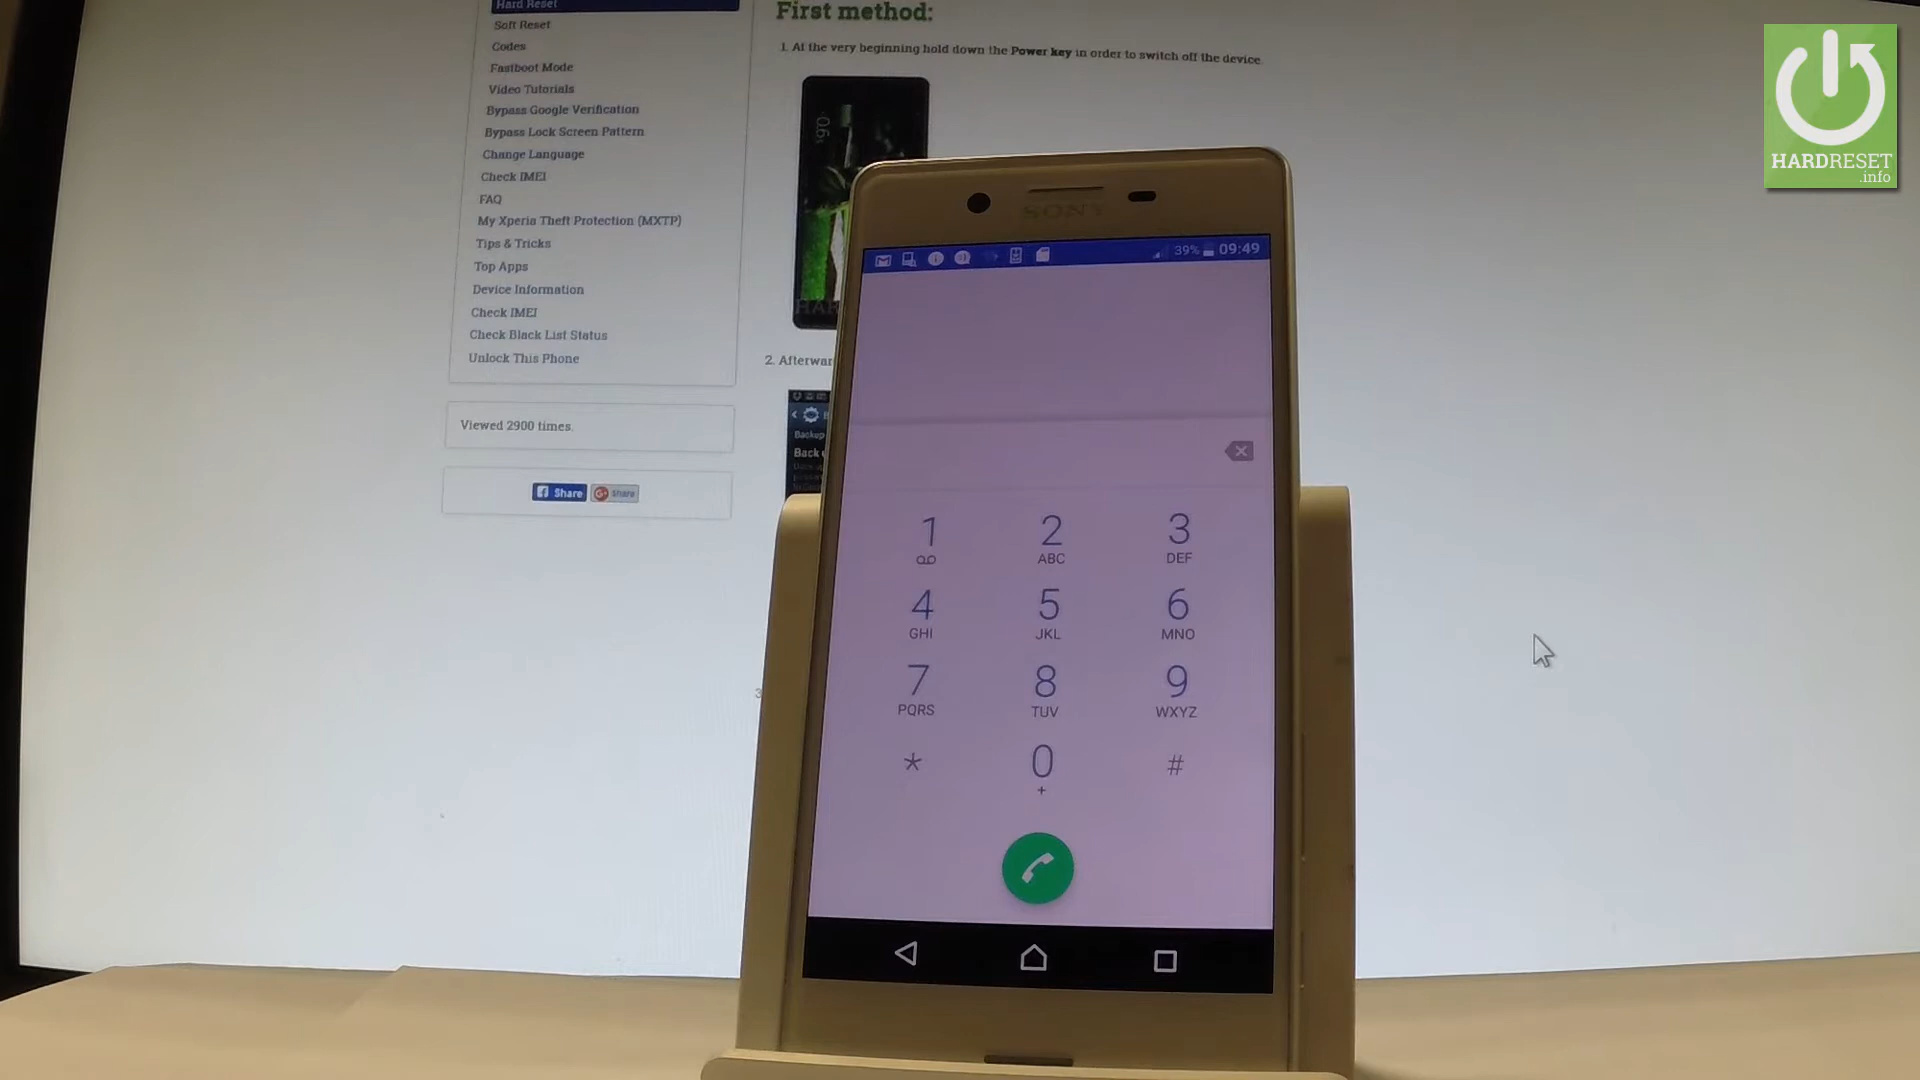 Hard Reset
Soft Reset
Codes
Fastboot Mode
Video Tutorials
Bypass Google Verification
Bypass Lock Screen Pattern
Change Language
Check IMEI
FAQ
My Xperia Theft Protection (MXTP)
Tips & Tricks
Top Apps
Device Information
Check IMEI
Check Black List Status
Unlock This Phone
Viewed 2900 times.
Share
Share
First method:
1. At the very beginning hold down the Power key in order to switch off the device.
2. Afterwar
Backup
Back
SONY
39% 09:49
1 2 3
ABC DEF
4 5 6
GHI JKL MNO
7 8 9
PQRS TUV WXYZ
* 0 #
+
HARDRESET
.info